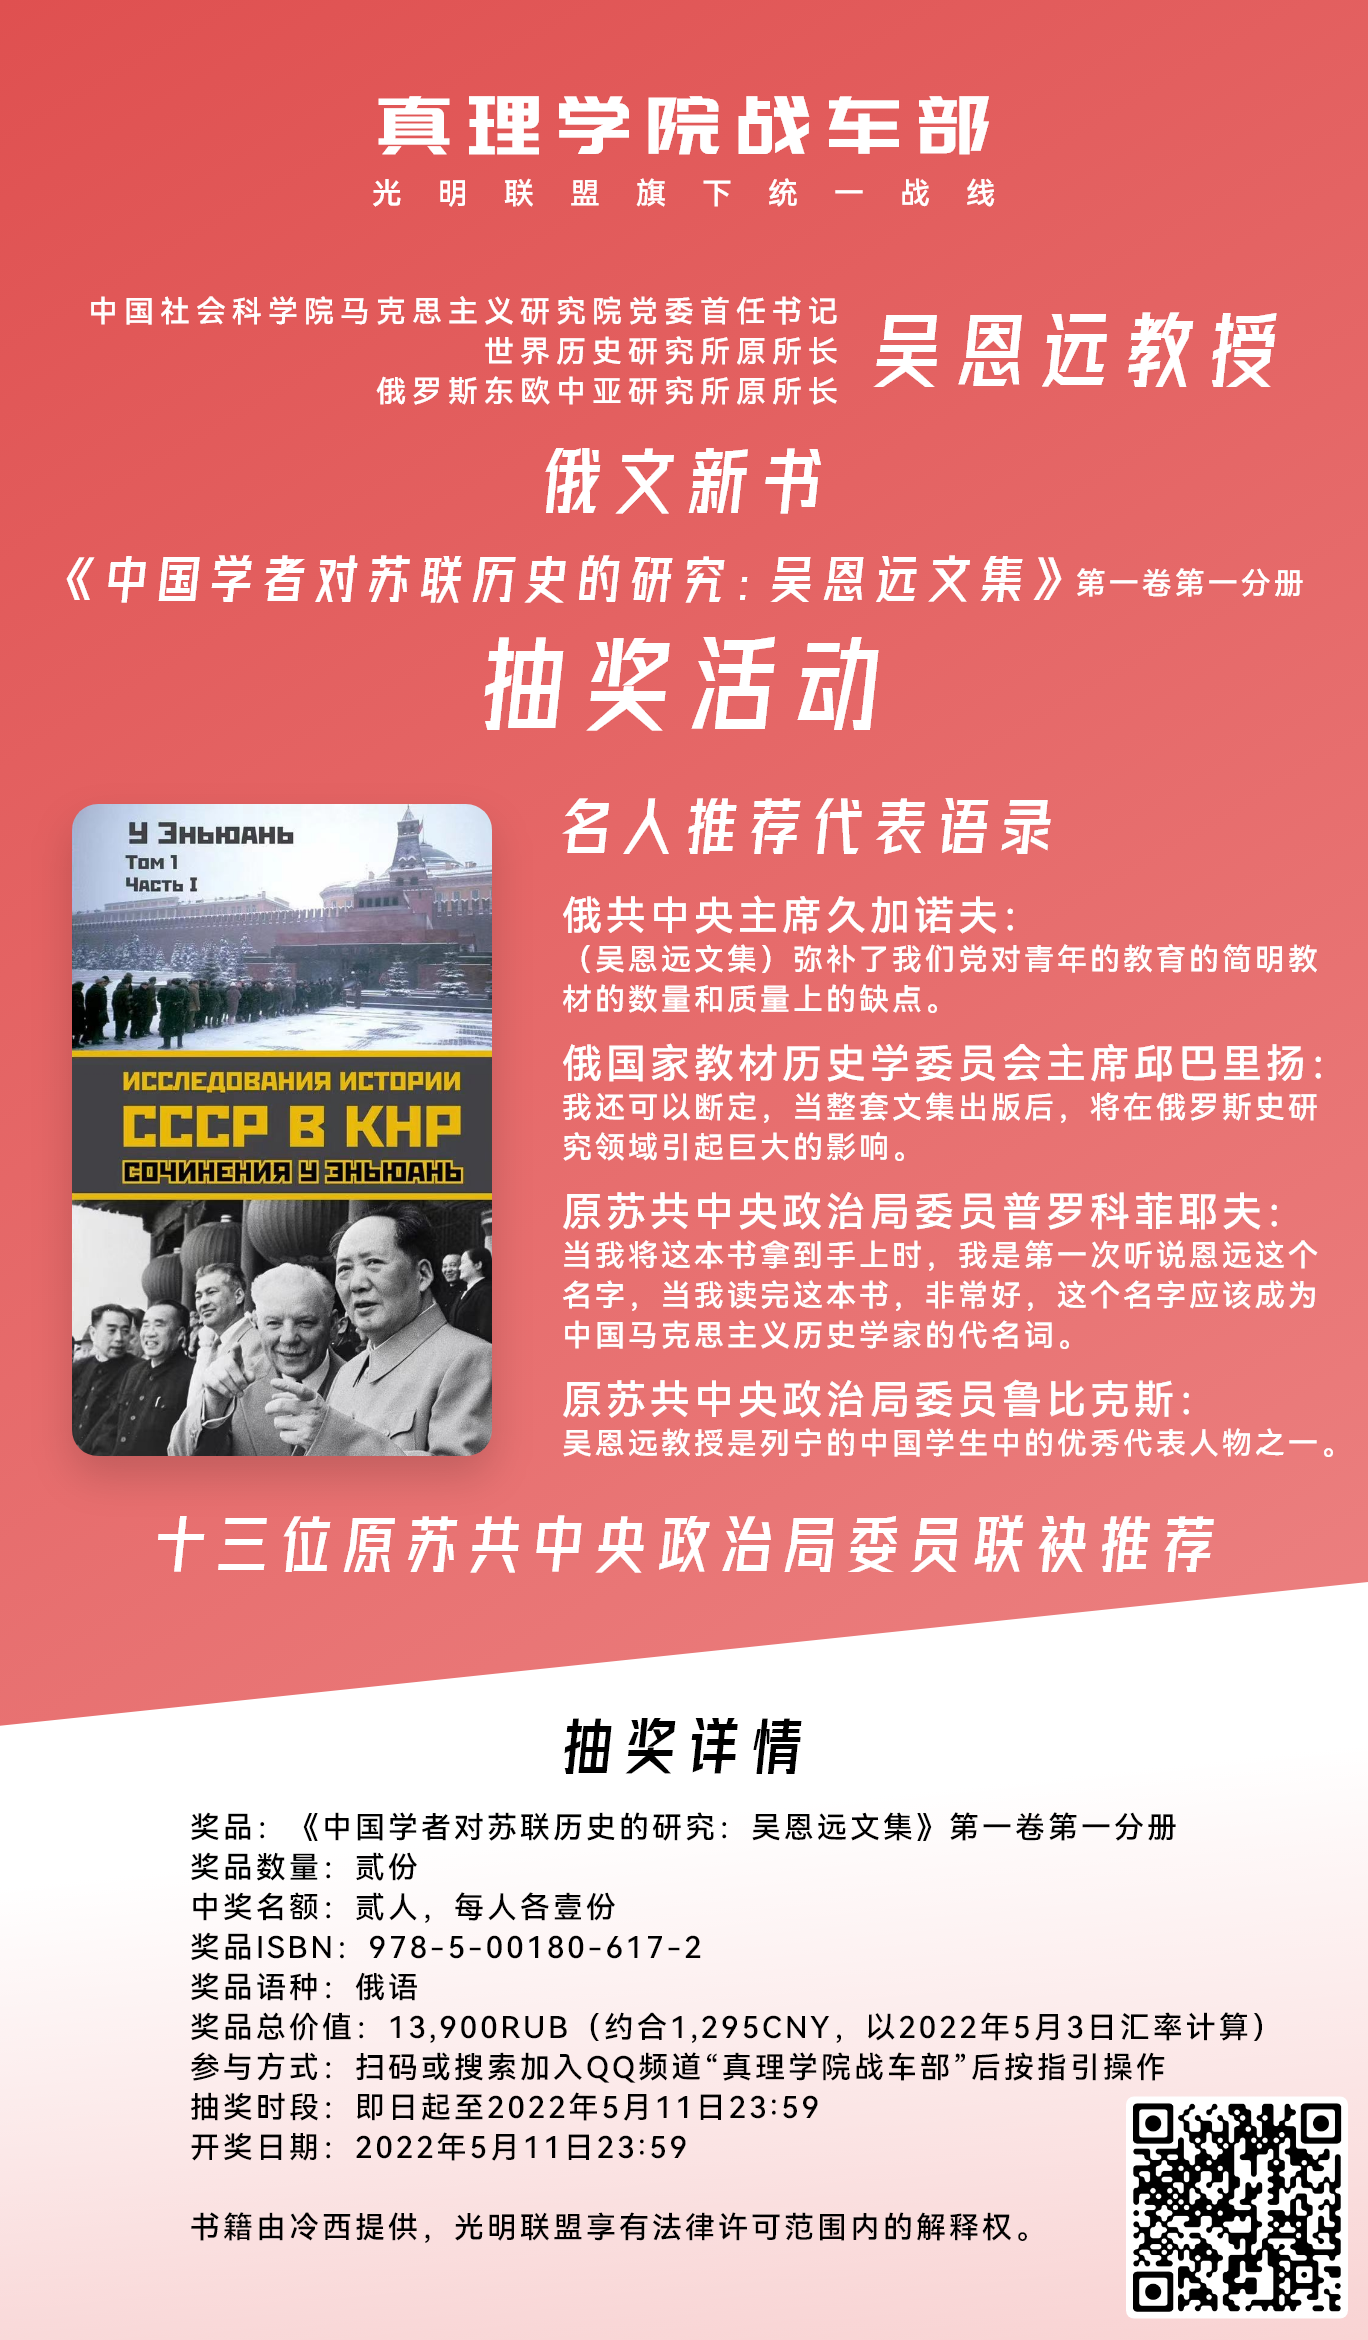 真理学院战车部
光明联盟旗下统一战线
中国社会科学院马克思主义研究院党委首任书记
世界历史研究所原所长
俄罗斯东欧中亚研究所原所长
吴恩远教授
俄文新书
《中国学者对苏联历史的研究：吴恩远文集》第一卷第一分册
抽奖活动
У Эньюань
Том 1
Часть I
ИССЛЕДОВАНИЯ ИСТОРИИ
СССР В КНР
СОЧИНЕНИЯ У ЭНЬЮАНЬ
名人推荐代表语录
俄共中央主席久加诺夫：
（吴恩远文集）弥补了我们党对青年的教育的简明教
材的数量和质量上的缺点。
俄国家教材历史学委员会主席邱巴里扬：
我还可以断定，当整套文集出版后，将在俄罗斯史研
究领域引起巨大的影响。
原苏共中央政治局委员普罗科菲耶夫：
当我将这本书拿到手上时，我是第一次听说恩远这个
名字，当我读完这本书，非常好，这个名字应该成为
中国马克思主义历史学家的代名词。
原苏共中央政治局委员鲁比克斯：
吴恩远教授是列宁的中国学生中的优秀代表人物之一。
十三位原苏共中央政治局委员联袂推荐
抽奖详情
奖品：《中国学者对苏联历史的研究：吴恩远文集》第一卷第一分册
奖品数量：贰份
中奖名额：贰人，每人各壹份
奖品ISBN：978-5-00180-617-2
奖品语种：俄语
奖品总价值：13,900RUB（约合1,295CNY，以2022年5月3日汇率计算）
参与方式：扫码或搜索加入QQ频道“真理学院战车部”后按指引操作
抽奖时段：即日起至2022年5月11日23:59
开奖日期：2022年5月11日23:59
书籍由冷西提供，光明联盟享有法律许可范围内的解释权。